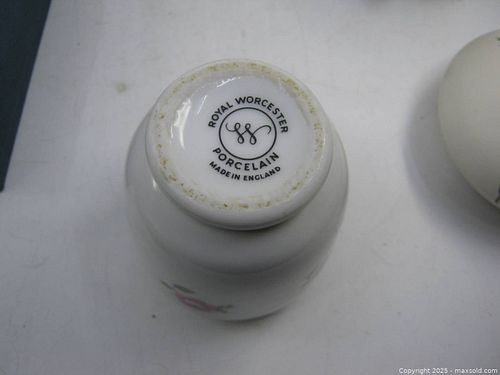 ROYAL WORCESTER
PORCELAIN
MADE IN ENGLAND
Copyright 2025 - maxsold.com